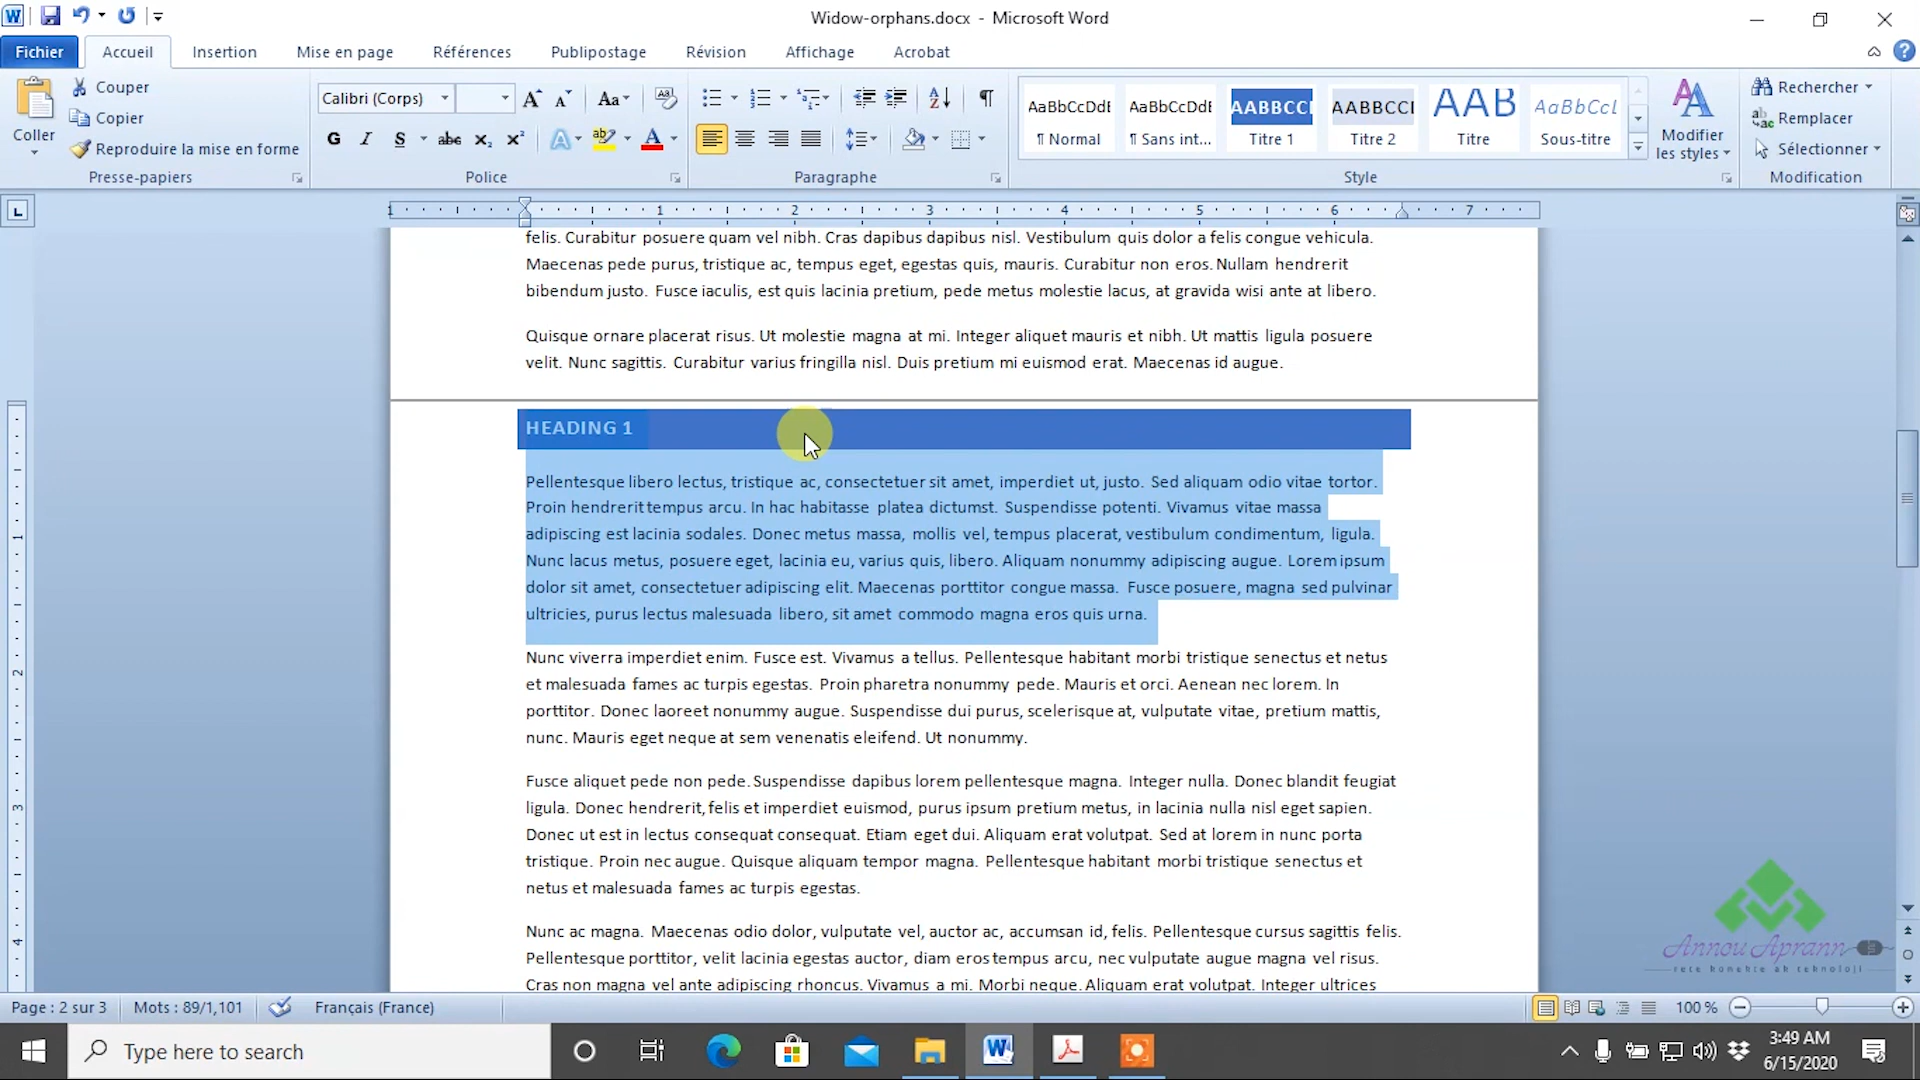 Widow-orphans.docx - Microsoft Word
Fichier Accueil Insertion Mise en page Références Publipostage Révision Affichage Acrobat
Coller
Couper
Copier
Reproduire la mise en forme
Presse-papiers
Calibri (Corps)
Aa
G I S abc x₂ x²
Police
Paragraphe
AaBbCcDdE AaBbCcDdE AABBCCI AABBCCI AAB AaBbCcL
¶ Normal ¶ Sans int... Titre 1 Titre 2 Titre Sous-titre
Style
Modifier
les styles
Rechercher
Remplacer
Sélectionner
Modification
1 1 2 3 4 5 6 7
felis. Curabitur posuere quam vel nibh. Cras dapibus dapibus nisl. Vestibulum quis dolor a felis congue vehicula.
Maecenas pede purus, tristique ac, tempus eget, egestas quis, mauris. Curabitur non eros. Nullam hendrerit
bibendum justo. Fusce iaculis, est quis lacinia pretium, pede metus molestie lacus, at gravida wisi ante at libero.
Quisque ornare placerat risus. Ut molestie magna at mi. Integer aliquet mauris et nibh. Ut mattis ligula posuere
velit. Nunc sagittis. Curabitur varius fringilla nisl. Duis pretium mi euismod erat. Maecenas id augue.
HEADING 1
Pellentesque libero lectus, tristique ac, consectetuer sit amet, imperdiet ut, justo. Sed aliquam odio vitae tortor.
Proin hendrerit tempus arcu. In hac habitasse platea dictumst. Suspendisse potenti. Vivamus vitae massa
adipiscing est lacinia sodales. Donec metus massa, mollis vel, tempus placerat, vestibulum condimentum, ligula.
Nunc lacus metus, posuere eget, lacinia eu, varius quis, libero. Aliquam nonummy adipiscing augue. Lorem ipsum
dolor sit amet, consectetuer adipiscing elit. Maecenas porttitor congue massa. Fusce posuere, magna sed pulvinar
ultricies, purus lectus malesuada libero, sit amet commodo magna eros quis urna.
Nunc viverra imperdiet enim. Fusce est. Vivamus a tellus. Pellentesque habitant morbi tristique senectus et netus
et malesuada fames ac turpis egestas. Proin pharetra nonummy pede. Mauris et orci. Aenean nec lorem. In
porttitor. Donec laoreet nonummy augue. Suspendisse dui purus, scelerisque at, vulputate vitae, pretium mattis,
nunc. Mauris eget neque at sem venenatis eleifend. Ut nonummy.
Fusce aliquet pede non pede. Suspendisse dapibus lorem pellentesque magna. Integer nulla. Donec blandit feugiat
ligula. Donec hendrerit, felis et imperdiet euismod, purus ipsum pretium metus, in lacinia nulla nisl eget sapien.
Donec ut est in lectus consequat consequat. Etiam eget dui. Aliquam erat volutpat. Sed at lorem in nunc porta
tristique. Proin nec augue. Quisque aliquam tempor magna. Pellentesque habitant morbi tristique senectus et
netus et malesuada fames ac turpis egestas.
Nunc ac magna. Maecenas odio dolor, vulputate vel, auctor ac, accumsan id, felis. Pellentesque cursus sagittis felis.
Pellentesque porttitor, velit lacinia egestas auctor, diam eros tempus arcu, nec vulputate augue magna vel risus.
Cras non magna vel ante adipiscing rhoncus. Vivamus a mi. Morbi neque. Aliquam erat volutpat. Integer ultrices
1
2
3
4
Annou Aprann
Page : 2 sur 3 Mots : 89/1,101 Français (France) 100 %
Type here to search
3:49 AM
6/15/2020